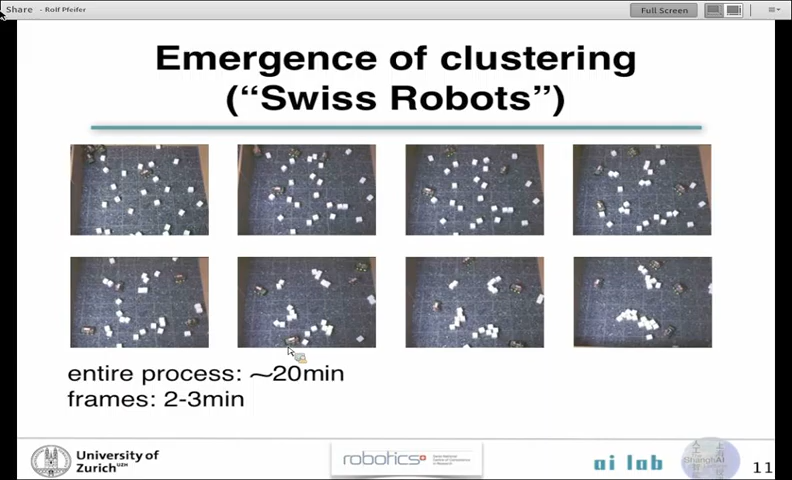 Share - Rolf Pfeifer
Full Screen
Emergence of clustering
("Swiss Robots")
entire process: ~20min
frames: 2-3min
University of
Zurich UZH
robotics+
ai lab
ShanghAI
11